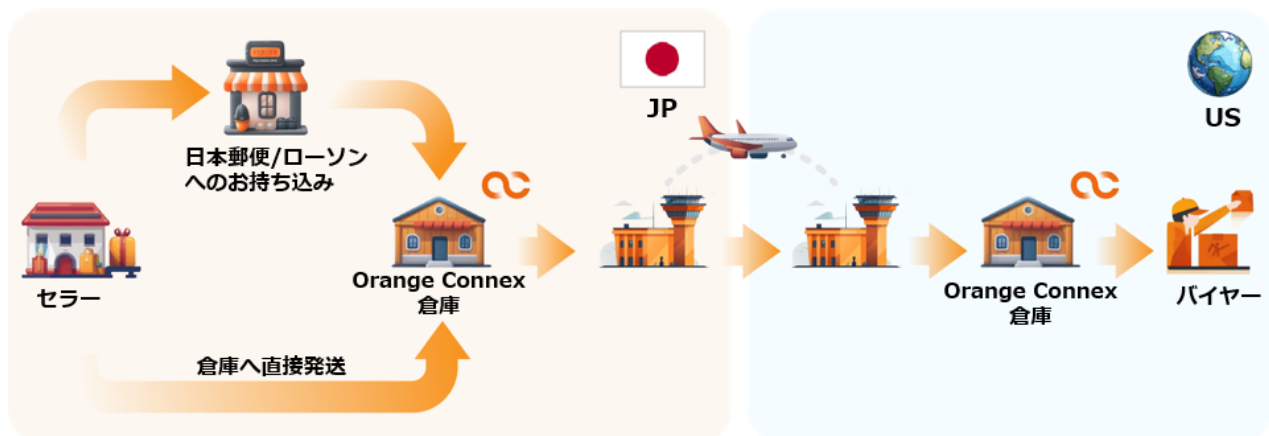 JP
US
日本郵便/ローソン
へのお持ち込み
セラー
Orange Connex
倉庫
Orange Connex
倉庫
バイヤー
倉庫へ直接発送